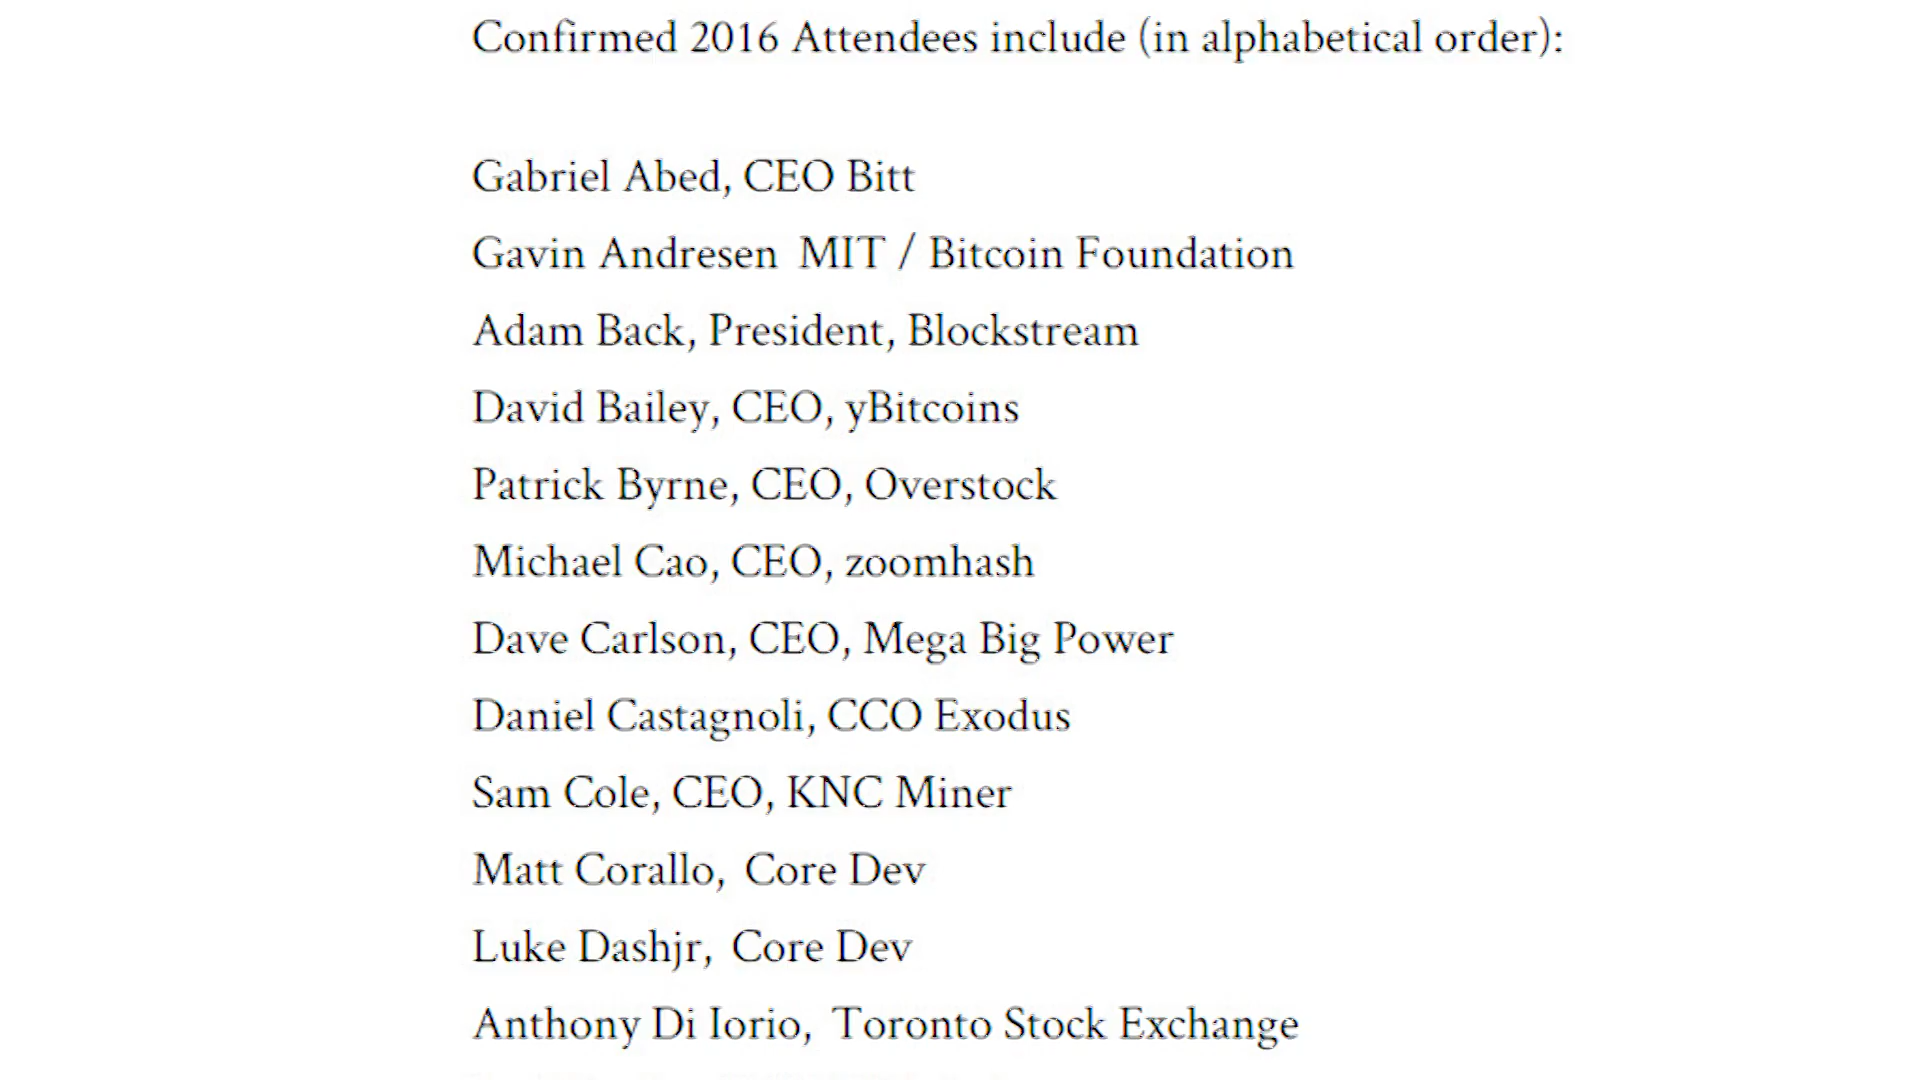 Confirmed 2016 Attendees include (in alphabetical order):
Gabriel Abed, CEO Bitt
Gavin Andresen MIT / Bitcoin Foundation
Adam Back, President, Blockstream
David Bailey, CEO, yBitcoins
Patrick Byrne, CEO, Overstock
Michael Cao, CEO, zoomhash
Dave Carlson, CEO, Mega Big Power
Daniel Castagnoli, CCO Exodus
Sam Cole, CEO, KNC Miner
Matt Corallo, Core Dev
Luke Dashjr, Core Dev
Anthony Di Iorio, Toronto Stock Exchange